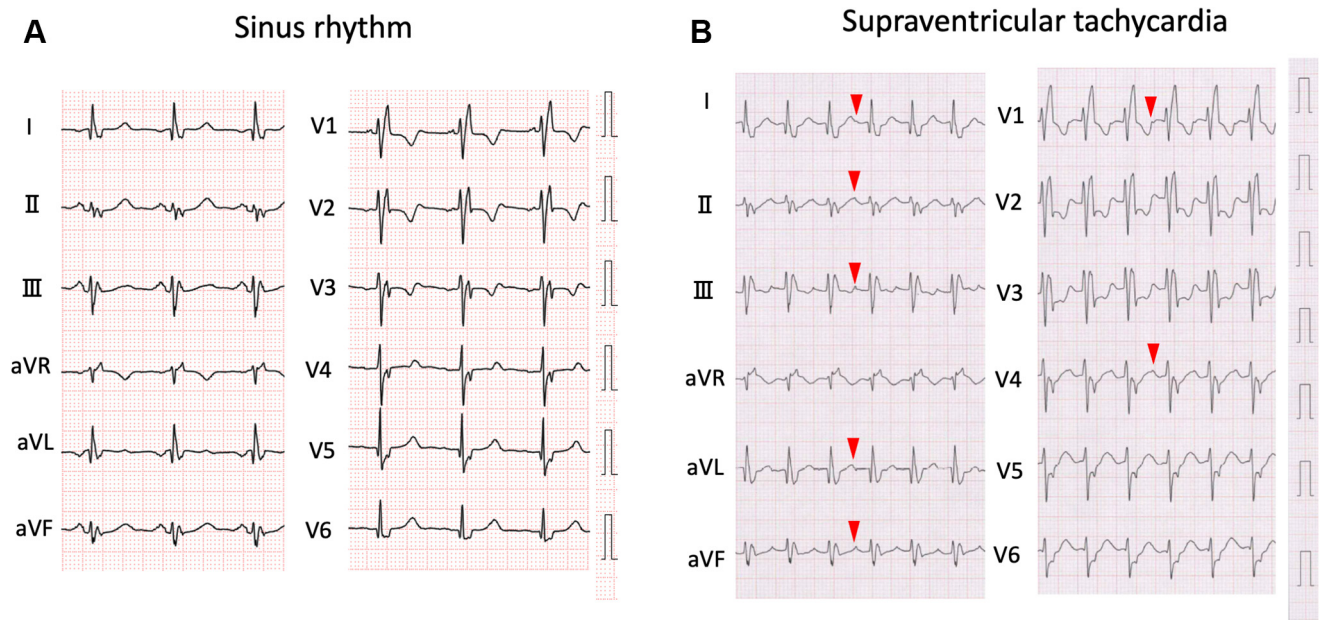 A
Sinus rhythm
I
II
III
aVR
aVL
aVF
V1
V2
V3
V4
V5
V6
B
Supraventricular tachycardia
I
II
III
aVR
aVL
aVF
V1
V2
V3
V4
V5
V6